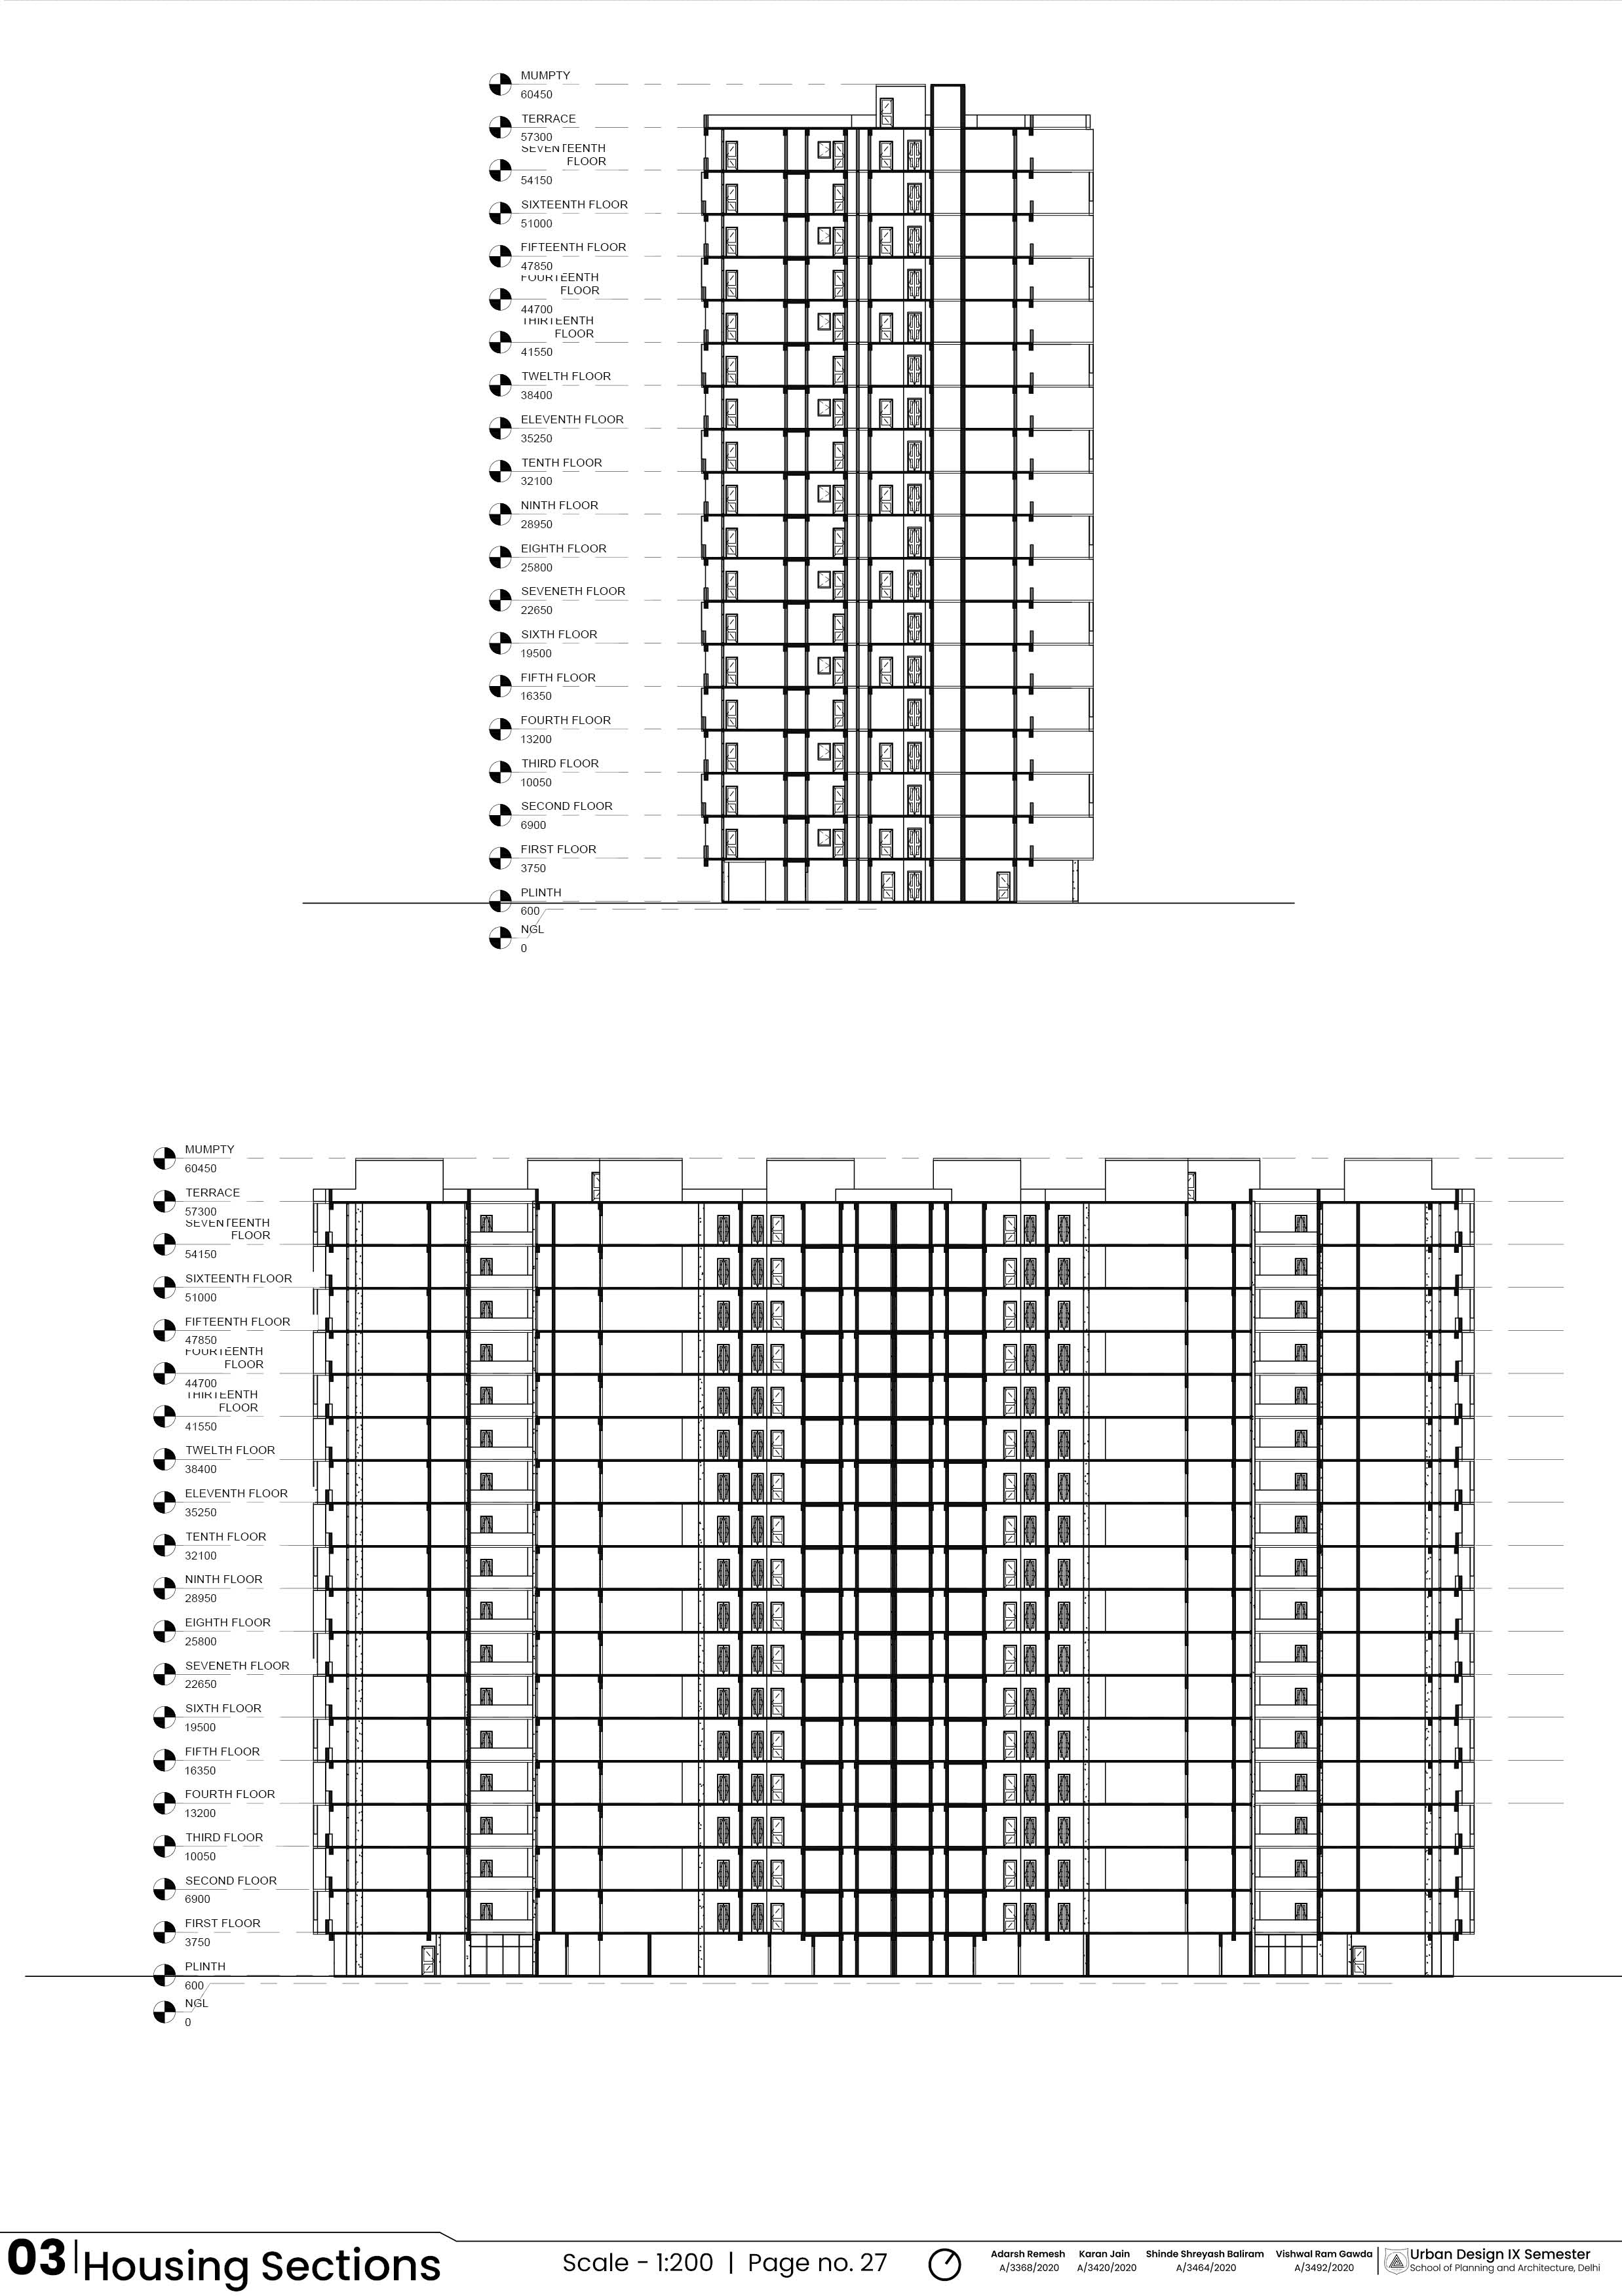 MUMPTY
60450
TERRACE
57300
SEVENTEENTH
FLOOR
54150
SIXTEENTH FLOOR
51000
FIFTEENTH FLOOR
47850
FOURTEENTH
FLOOR
44700
THIRTEENTH
FLOOR
41550
TWELTH FLOOR
38400
ELEVENTH FLOOR
35250
TENTH FLOOR
32100
NINTH FLOOR
28950
EIGHTH FLOOR
25800
SEVENETH FLOOR
22650
SIXTH FLOOR
19500
FIFTH FLOOR
16350
FOURTH FLOOR
13200
THIRD FLOOR
10050
SECOND FLOOR
6900
FIRST FLOOR
3750
PLINTH
600
NGL
0
MUMPTY
60450
TERRACE
57300
SEVENTEENTH
FLOOR
54150
SIXTEENTH FLOOR
51000
FIFTEENTH FLOOR
47850
FOURTEENTH
FLOOR
44700
THIRTEENTH
FLOOR
41550
TWELTH FLOOR
38400
ELEVENTH FLOOR
35250
TENTH FLOOR
32100
NINTH FLOOR
28950
EIGHTH FLOOR
25800
SEVENETH FLOOR
22650
SIXTH FLOOR
19500
FIFTH FLOOR
16350
FOURTH FLOOR
13200
THIRD FLOOR
10050
SECOND FLOOR
6900
FIRST FLOOR
3750
PLINTH
600
NGL
0
03 | Housing Sections
Scale - 1:200 | Page no. 27
Adarsh Remesh
A/3368/2020
Karan Jain
A/3420/2020
Shinde Shreyash Baliram
A/3464/2020
Vishwal Ram Gawda
A/3492/2020
Urban Design IX Semester
School of Planning and Architecture, Delhi